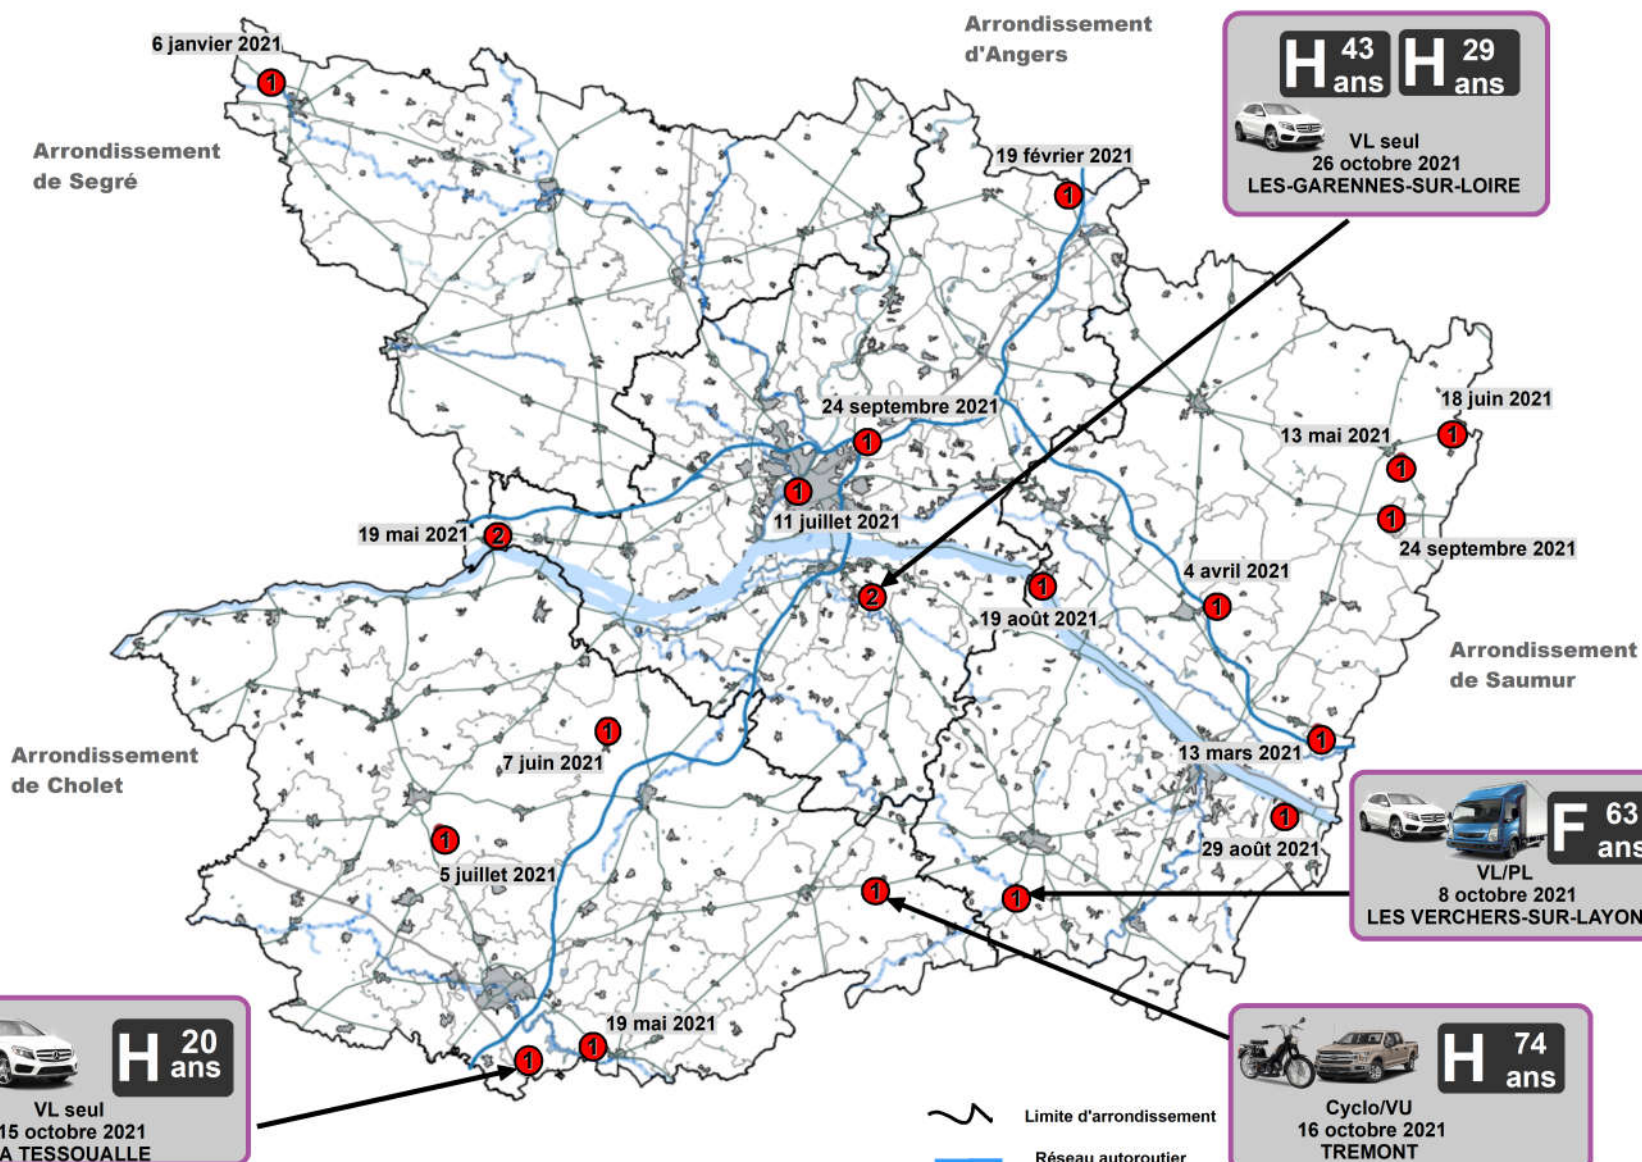 Arrondissement
d'Angers
6 janvier 2021
1
Arrondissement
de Segré
H 43 ans H 29 ans
VL seul
26 octobre 2021
LES-GARENNES-SUR-LOIRE
19 février 2021
1
24 septembre 2021
1
18 juin 2021
1
13 mai 2021
1
1
11 juillet 2021
19 mai 2021
2
1
24 septembre 2021
4 avril 2021
1
2
1
19 août 2021
Arrondissement
de Saumur
Arrondissement
de Cholet
1
7 juin 2021
13 mars 2021
1
1
5 juillet 2021
1
29 août 2021
F 63 ans
VL/PL
8 octobre 2021
LES VERCHERS-SUR-LAYON
1
1
H 20 ans
VL seul
15 octobre 2021
A TESSOUALLE
19 mai 2021
1
1
H 74 ans
Cyclo/VU
16 octobre 2021
TREMONT
Limite d'arrondissement
Réseau autoroutier